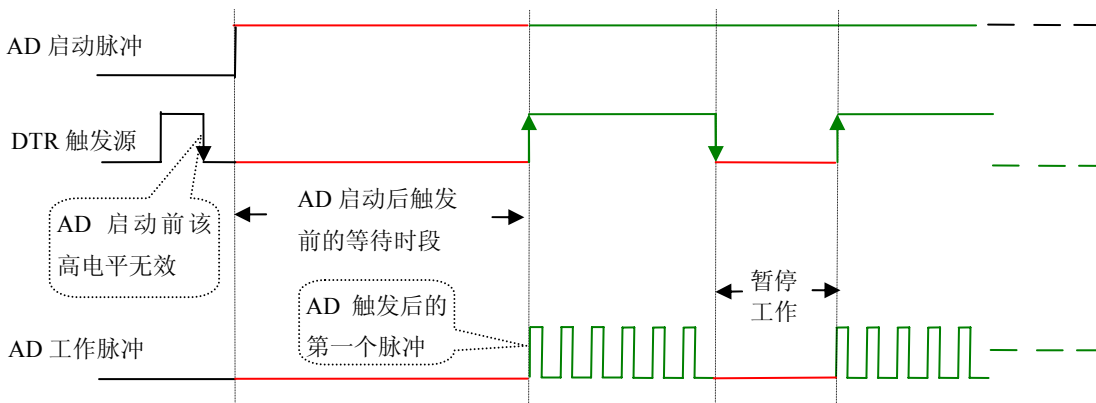 AD 启动脉冲
DTR 触发源
AD 启动前该
高电平无效
AD 启动后触发
前的等待时段
暂停
工作
AD 触发后的
第一个脉冲
AD 工作脉冲